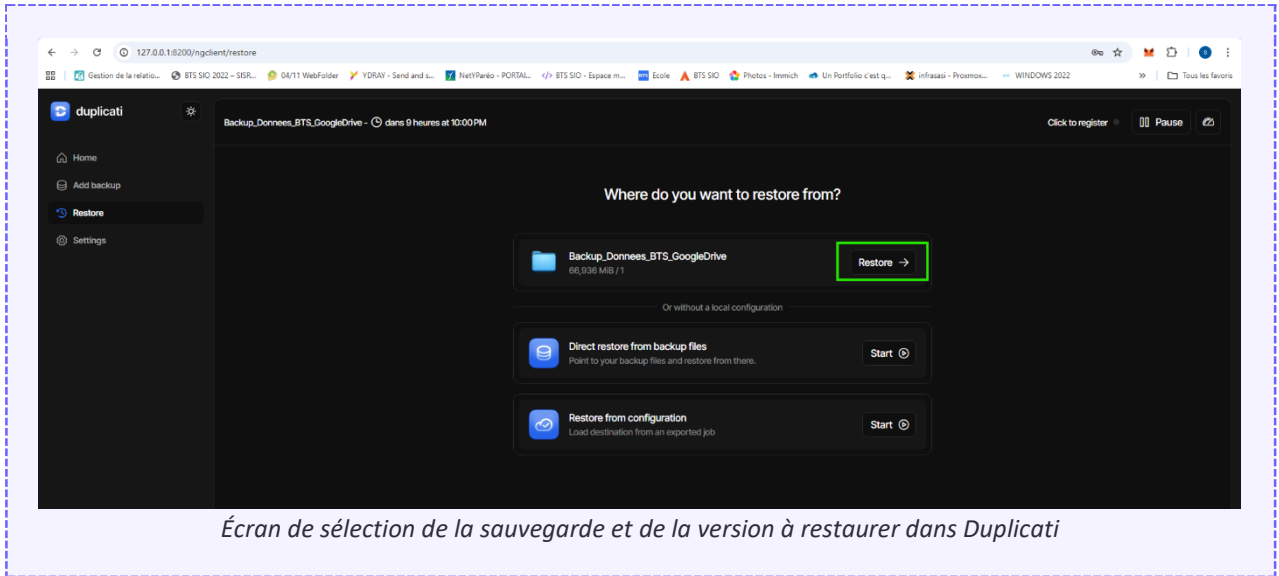 127.0.0.1:8200/ngclient/restore
Gestion de la relatio... BTS SIO 2022 – SISR... 04/11 WebFolder YDRAY - Send and s... NetYParéo - PORTAL... BTS SIO - Espace m... Ecole BTS SIO Photos - Immich Un Portfolio c'est q... infrasasi - Proxmox... WINDOWS 2022 » Tous les favoris
duplicati
Backup_Donnees_BTS_GoogleDrive - dans 9 heures at 10:00 PM
Click to register
Pause
Home
Add backup
Restore
Settings
Where do you want to restore from?
Backup_Donnees_BTS_GoogleDrive
66,936 MiB / 1
Restore →
Or without a local configuration
Direct restore from backup files
Point to your backup files and restore from there.
Start
Restore from configuration
Load destination from an exported job
Start
Écran de sélection de la sauvegarde et de la version à restaurer dans Duplicati